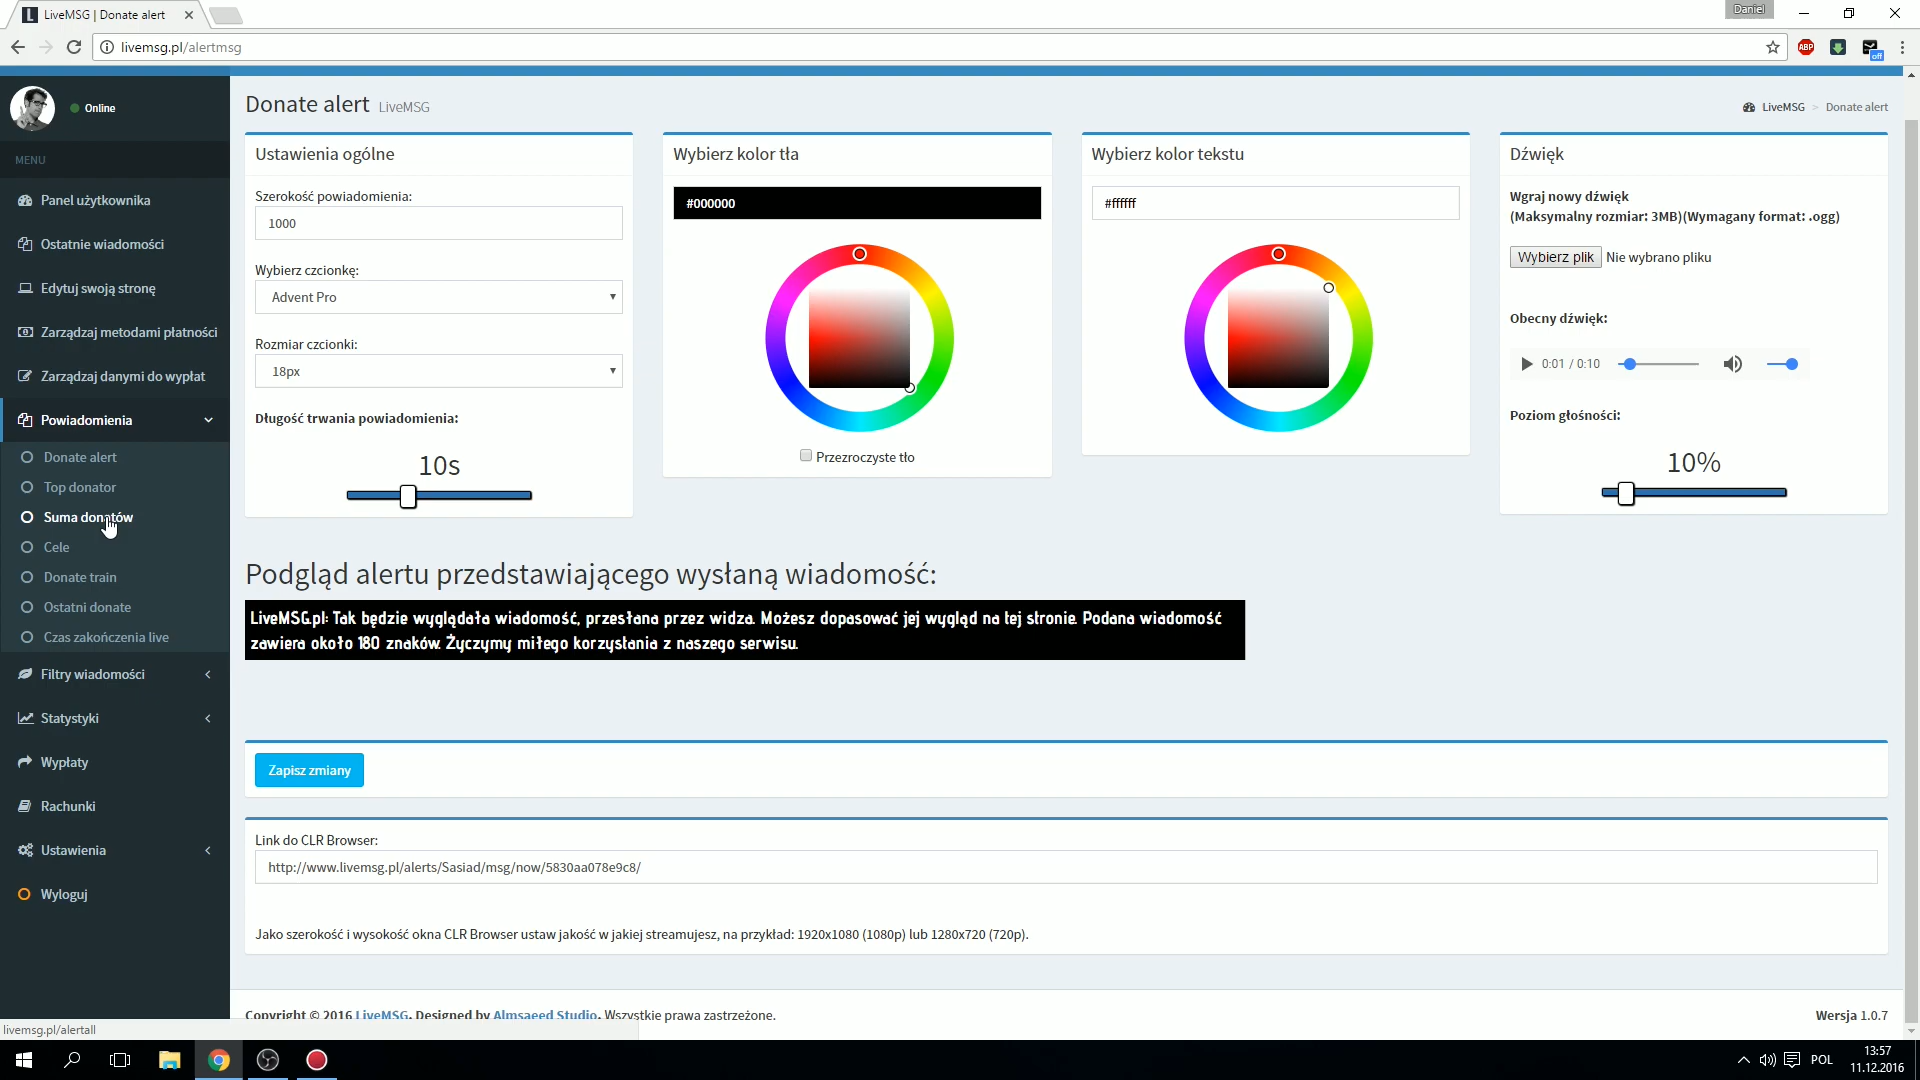 LiveMSG | Donate alert
Daniel
livemsg.pl/alertmsg
ABP
off
Online
MENU
Panel użytkownika
Ostatnie wiadomości
Edytuj swoją stronę
Zarządzaj metodami płatności
Zarządzaj danymi do wypłat
Powiadomienia
Donate alert
Top donator
Suma donatów
Cele
Donate train
Ostatni donate
Czas zakończenia live
Filtry wiadomości
Statystyki
Wypłaty
Rachunki
Ustawienia
Wyloguj
livemsg.pl/alertall
Donate alert LiveMSG
LiveMSG > Donate alert
Ustawienia ogólne
Szerokość powiadomienia:
1000
Wybierz czcionkę:
Advent Pro
Rozmiar czcionki:
18px
Długość trwania powiadomienia:
10s
Wybierz kolor tła
#000000
Przezroczyste tło
Wybierz kolor tekstu
#ffffff
Dźwięk
Wgraj nowy dźwięk
(Maksymalny rozmiar: 3MB)(Wymagany format: .ogg)
Wybierz plik Nie wybrano pliku
Obecny dźwięk:
0:01 / 0:10
Poziom głośności:
10%
Podgląd alertu przedstawiającego wysłaną wiadomość:
LiveMSG.pl: Tak będzie wyglądała wiadomość, przesłana przez widza. Możesz dopasować jej wygląd na tej stronie. Podana wiadomość
zawiera około 180 znaków. Życzymy miłego korzystania z naszego serwisu.
Zapisz zmiany
Link do CLR Browser:
http://www.livemsg.pl/alerts/Sasiad/msg/now/5830aa078e9c8/
Jako szerokość i wysokość okna CLR Browser ustaw jakość w jakiej streamujesz, na przykład: 1920x1080 (1080p) lub 1280x720 (720p).
Copyright © 2016 LiveMSG. Designed by Almsaeed Studio. Wszystkie prawa zastrzeżone.
Wersja 1.0.7
POL
13:57
11.12.2016